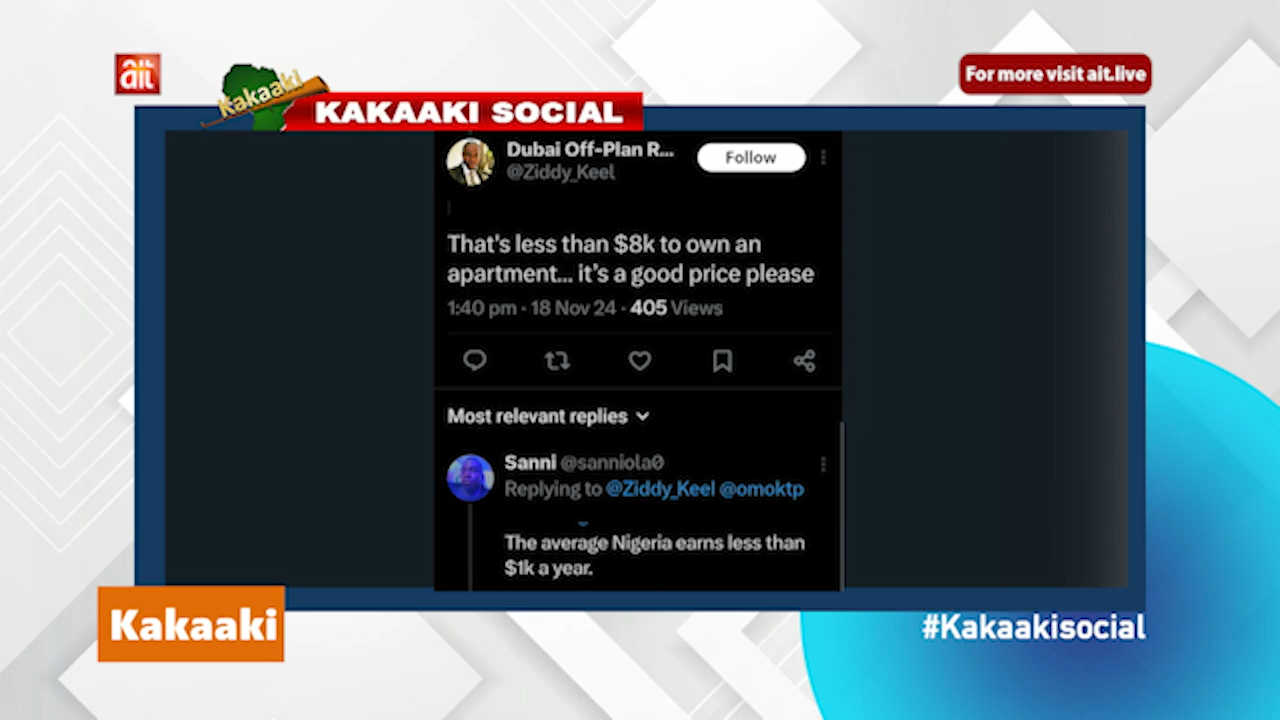 ait
Kakaaki
KAKAAKI SOCIAL
For more visit ait.live
Dubai Off-Plan R...
@Ziddy_Keel
Follow
That's less than $8k to own an
apartment... it's a good price please
1:40 pm · 18 Nov 24 · 405 Views
Most relevant replies
Sanni @sanniola0
Replying to @Ziddy_Keel @omoktp
The average Nigeria earns less than
$1k a year.
Kakaaki
#Kakaakisocial